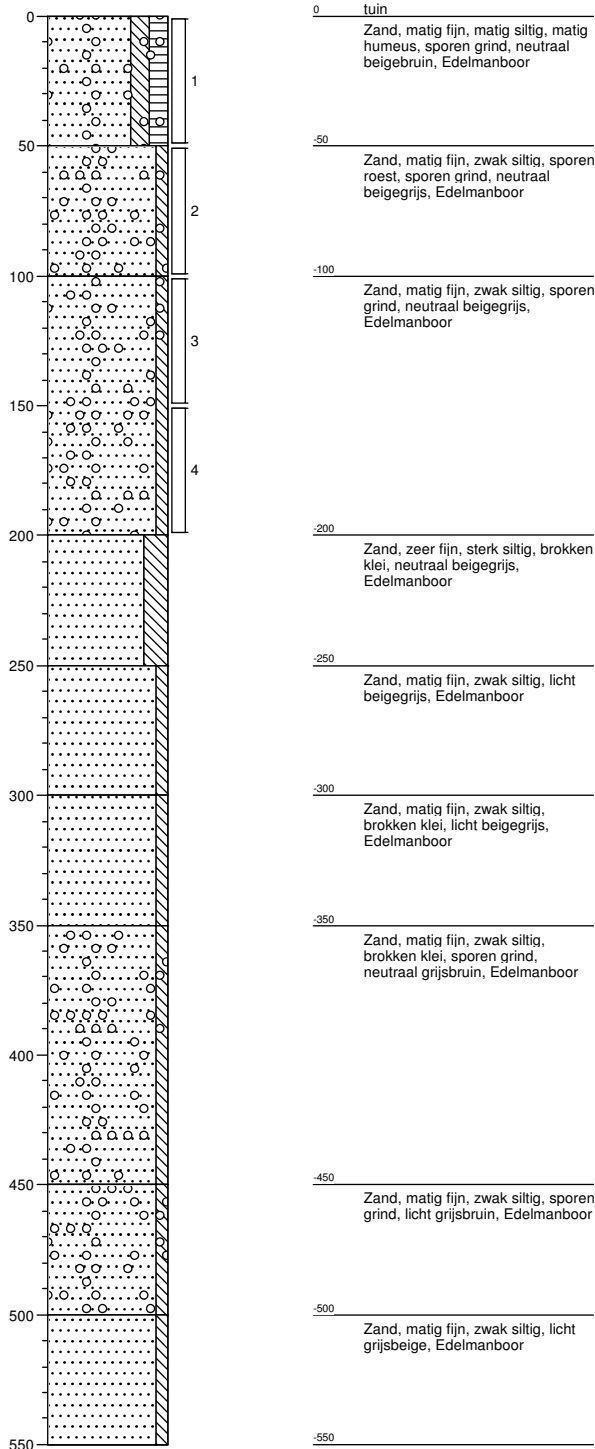 0
50
100
150
200
250
300
350
400
450
500
550
1
2
3
4
0
tuin
Zand, matig fijn, matig siltig, matig
humeus, sporen grind, neutraal
beigebruin, Edelmanboor
-50
Zand, matig fijn, zwak siltig, sporen
roest, sporen grind, neutraal
beigegrijs, Edelmanboor
-100
Zand, matig fijn, zwak siltig, sporen
grind, neutraal beigegrijs,
Edelmanboor
-200
Zand, zeer fijn, sterk siltig, brokken
klei, neutraal beigegrijs,
Edelmanboor
-250
Zand, matig fijn, zwak siltig, licht
beigegrijs, Edelmanboor
-300
Zand, matig fijn, zwak siltig,
brokken klei, licht beigegrijs,
Edelmanboor
-350
Zand, matig fijn, zwak siltig,
brokken klei, sporen grind,
neutraal grijsbruin, Edelmanboor
-450
Zand, matig fijn, zwak siltig, sporen
grind, licht grijsbruin, Edelmanboor
-500
Zand, matig fijn, zwak siltig, licht
grijsbeige, Edelmanboor
-550